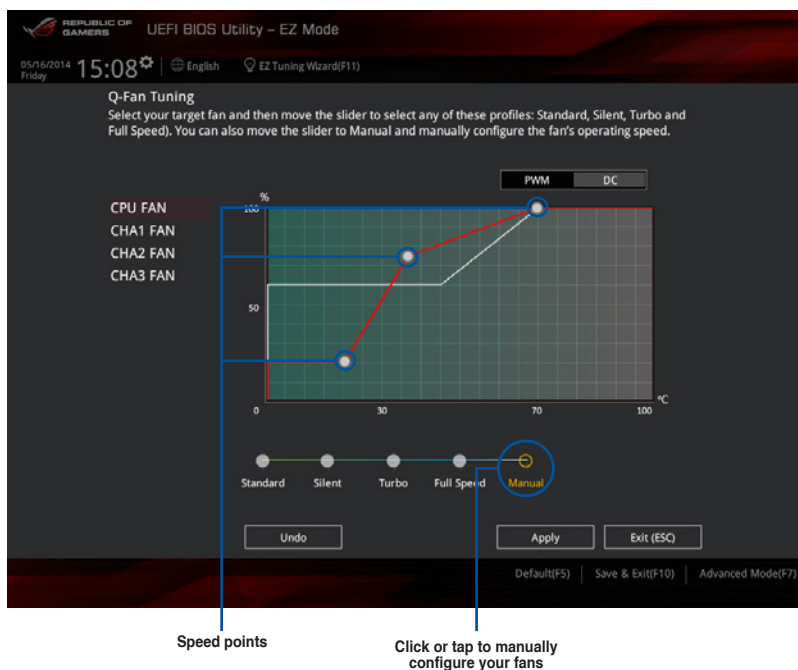 REPUBLIC OF
GAMERS
UEFI BIOS Utility – EZ Mode
05/16/2014
Friday
15:08
English
EZ Tuning Wizard(F11)
Q-Fan Tuning
Select your target fan and then move the slider to select any of these profiles: Standard, Silent, Turbo and
Full Speed). You can also move the slider to Manual and manually configure the fan's operating speed.
PWM
DC
CPU FAN
CHA1 FAN
CHA2 FAN
CHA3 FAN
%
100
50
0
30
70
100
ºC
Standard
Silent
Turbo
Full Speed
Manual
Undo
Apply
Exit (ESC)
Default(F5)
Save & Exit(F10)
Advanced Mode(F7)
Speed points
Click or tap to manually
configure your fans